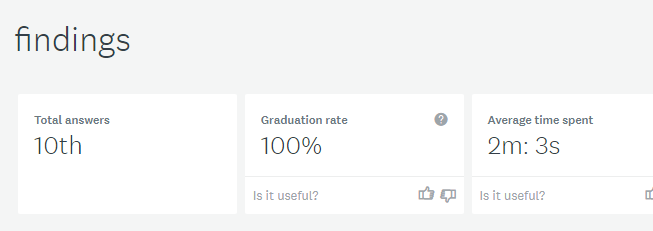 findings
Total answers
Graduation rate
Average time spent
10th
100%
2m: 3s
Is it useful?
Is it useful?